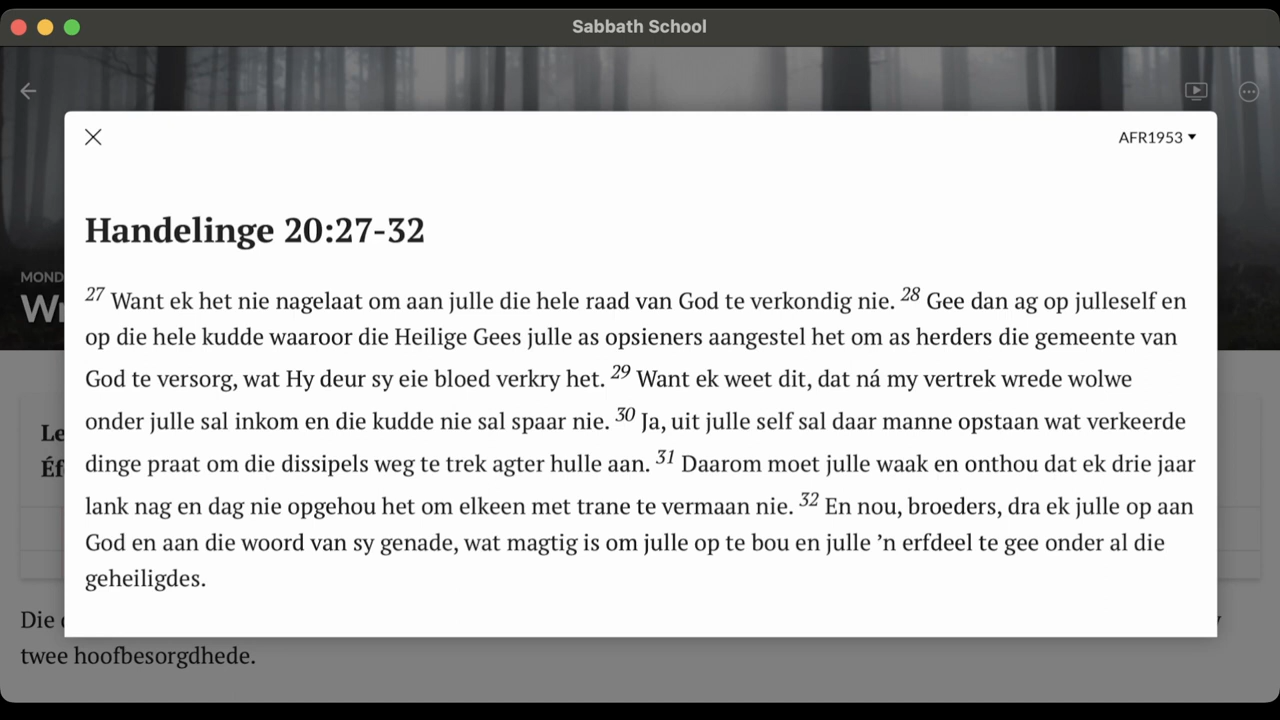 Sabbath School
AFR1953
Handelinge 20:27-32
27 Want ek het nie nagelaat om aan julle die hele raad van God te verkondig nie. 28 Gee dan ag op julleself en
op die hele kudde waaroor die Heilige Gees julle as opsieners aangestel het om as herders die gemeente van
God te versorg, wat Hy deur sy eie bloed verkry het. 29 Want ek weet dit, dat ná my vertrek wrede wolwe
onder julle sal inkom en die kudde nie sal spaar nie. 30 Ja, uit julle self sal daar manne opstaan wat verkeerde
dinge praat om die dissipels weg te trek agter hulle aan. 31 Daarom moet julle waak en onthou dat ek drie jaar
lank nag en dag nie opgehou het om elkeen met trane te vermaan nie. 32 En nou, broeders, dra ek julle op aan
God en aan die woord van sy genade, wat magtig is om julle op te bou en julle ’n erfdeel te gee onder al die
geheiligdes.
MOND
Le
Éf
Die
twee hoofbesorgdhede.